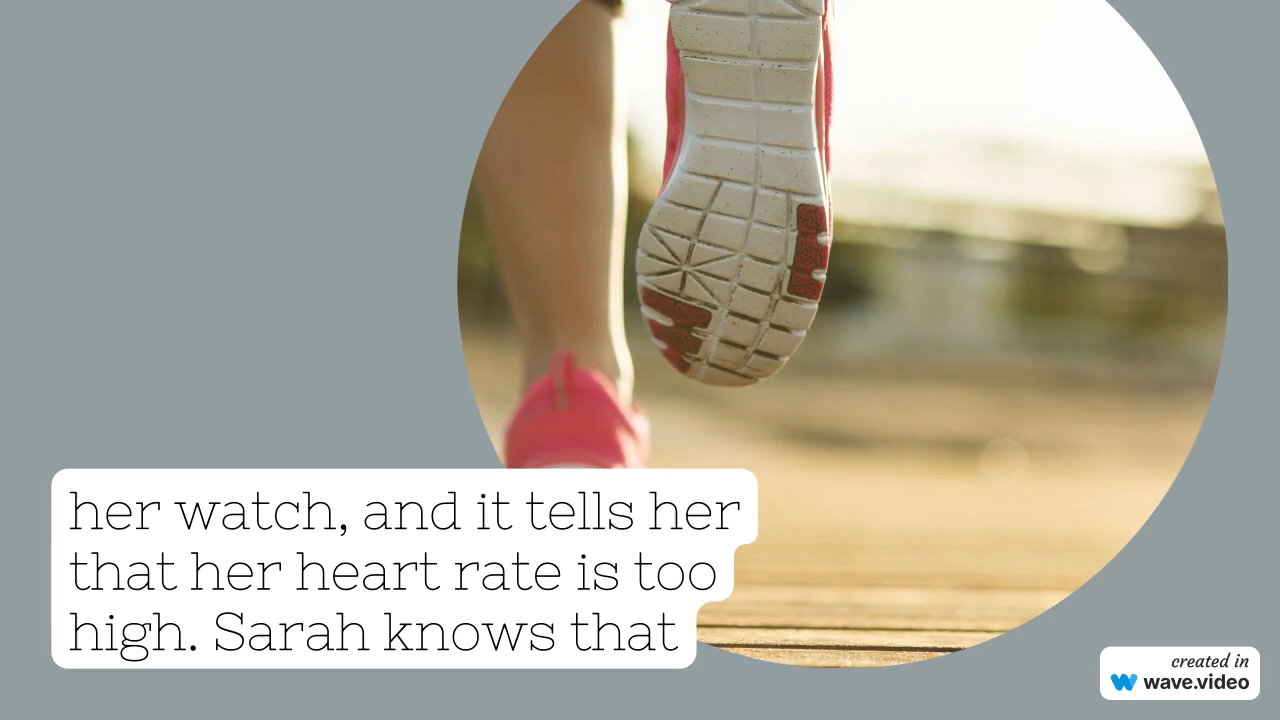 her watch, and it tells her
that her heart rate is too
high. Sarah knows that
created in
wave.video